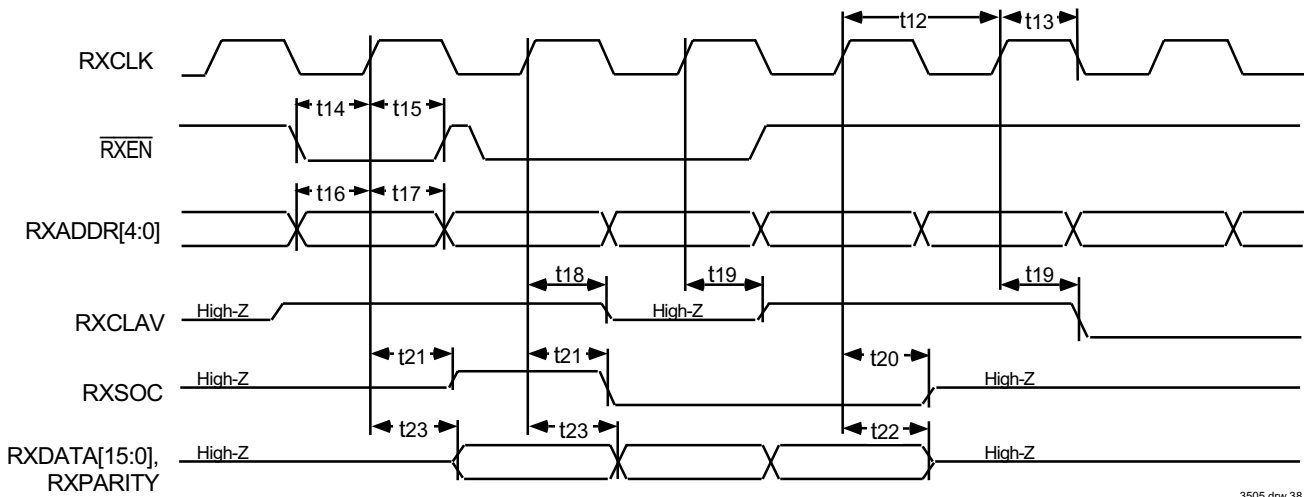 t12 t13
RXCLK
t14 t15
RXEN
t16 t17
RXADDR[4:0]
t18 t19 t19
RXCLAV High-Z High-Z
t21 t21 t20
RXSOC High-Z High-Z
t23 t23 t22
RXDATA[15:0], High-Z High-Z
RXPARITY
3505 drw 38